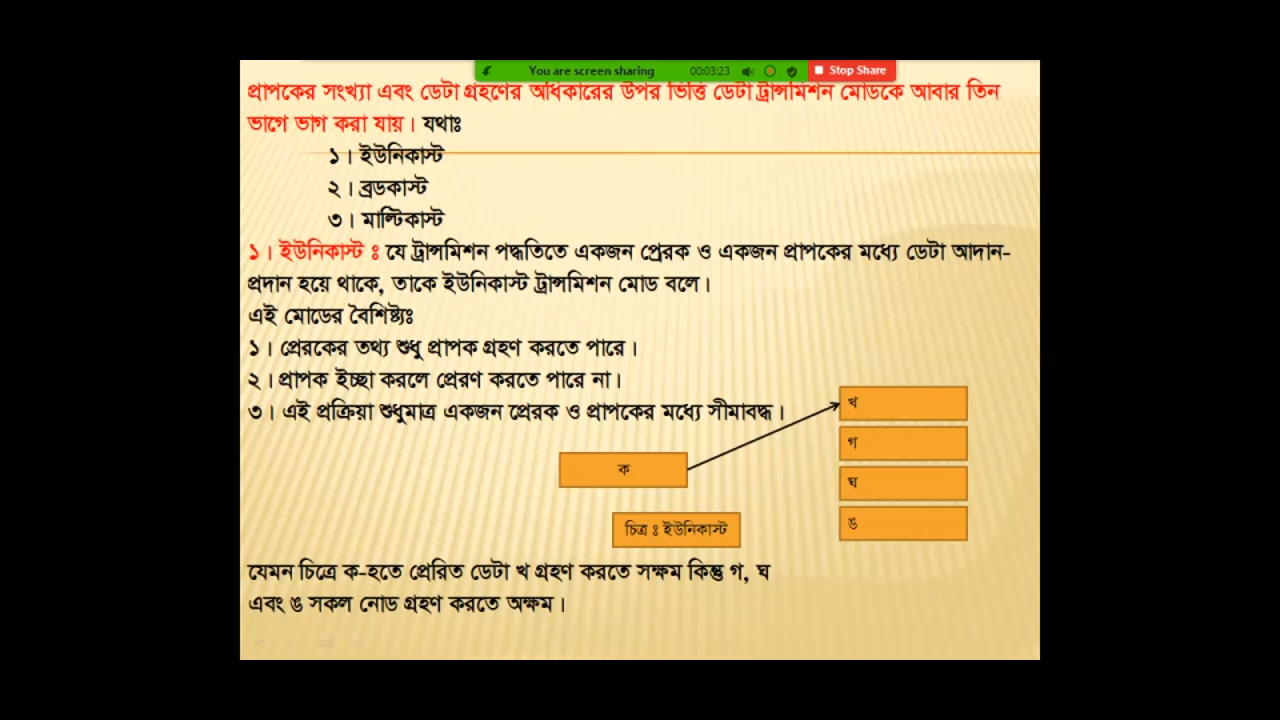 You are screen sharing 00:03:23 Stop Share
প্রাপকের সংখ্যা এবং ডেটা গ্রহণের অধিকারের উপর ভিত্তি ডেটা ট্রান্সমিশন মোডকে আবার তিন
ভাগে ভাগ করা যায়। যথাঃ
১। ইউনিকাস্ট
২। ব্রডকাস্ট
৩। মাল্টিকাস্ট
১। ইউনিকাস্ট ঃ যে ট্রান্সমিশন পদ্ধতিতে একজন প্রেরক ও একজন প্রাপকের মধ্যে ডেটা আদান-
প্রদান হয়ে থাকে, তাকে ইউনিকাস্ট ট্রান্সমিশন মোড বলে।
এই মোডের বৈশিষ্ট্যঃ
১। প্রেরকের তথ্য শুধু প্রাপক গ্রহণ করতে পারে।
২। প্রাপক ইচ্ছা করলে প্রেরণ করতে পারে না।
৩। এই প্রক্রিয়া শুধুমাত্র একজন প্রেরক ও প্রাপকের মধ্যে সীমাবদ্ধ।
খ
গ
ক
ঘ
ঙ
চিত্র ঃ ইউনিকাস্ট
যেমন চিত্রে ক-হতে প্রেরিত ডেটা খ গ্রহণ করতে সক্ষম কিন্তু গ, ঘ
এবং ঙ সকল নোড গ্রহণ করতে অক্ষম।